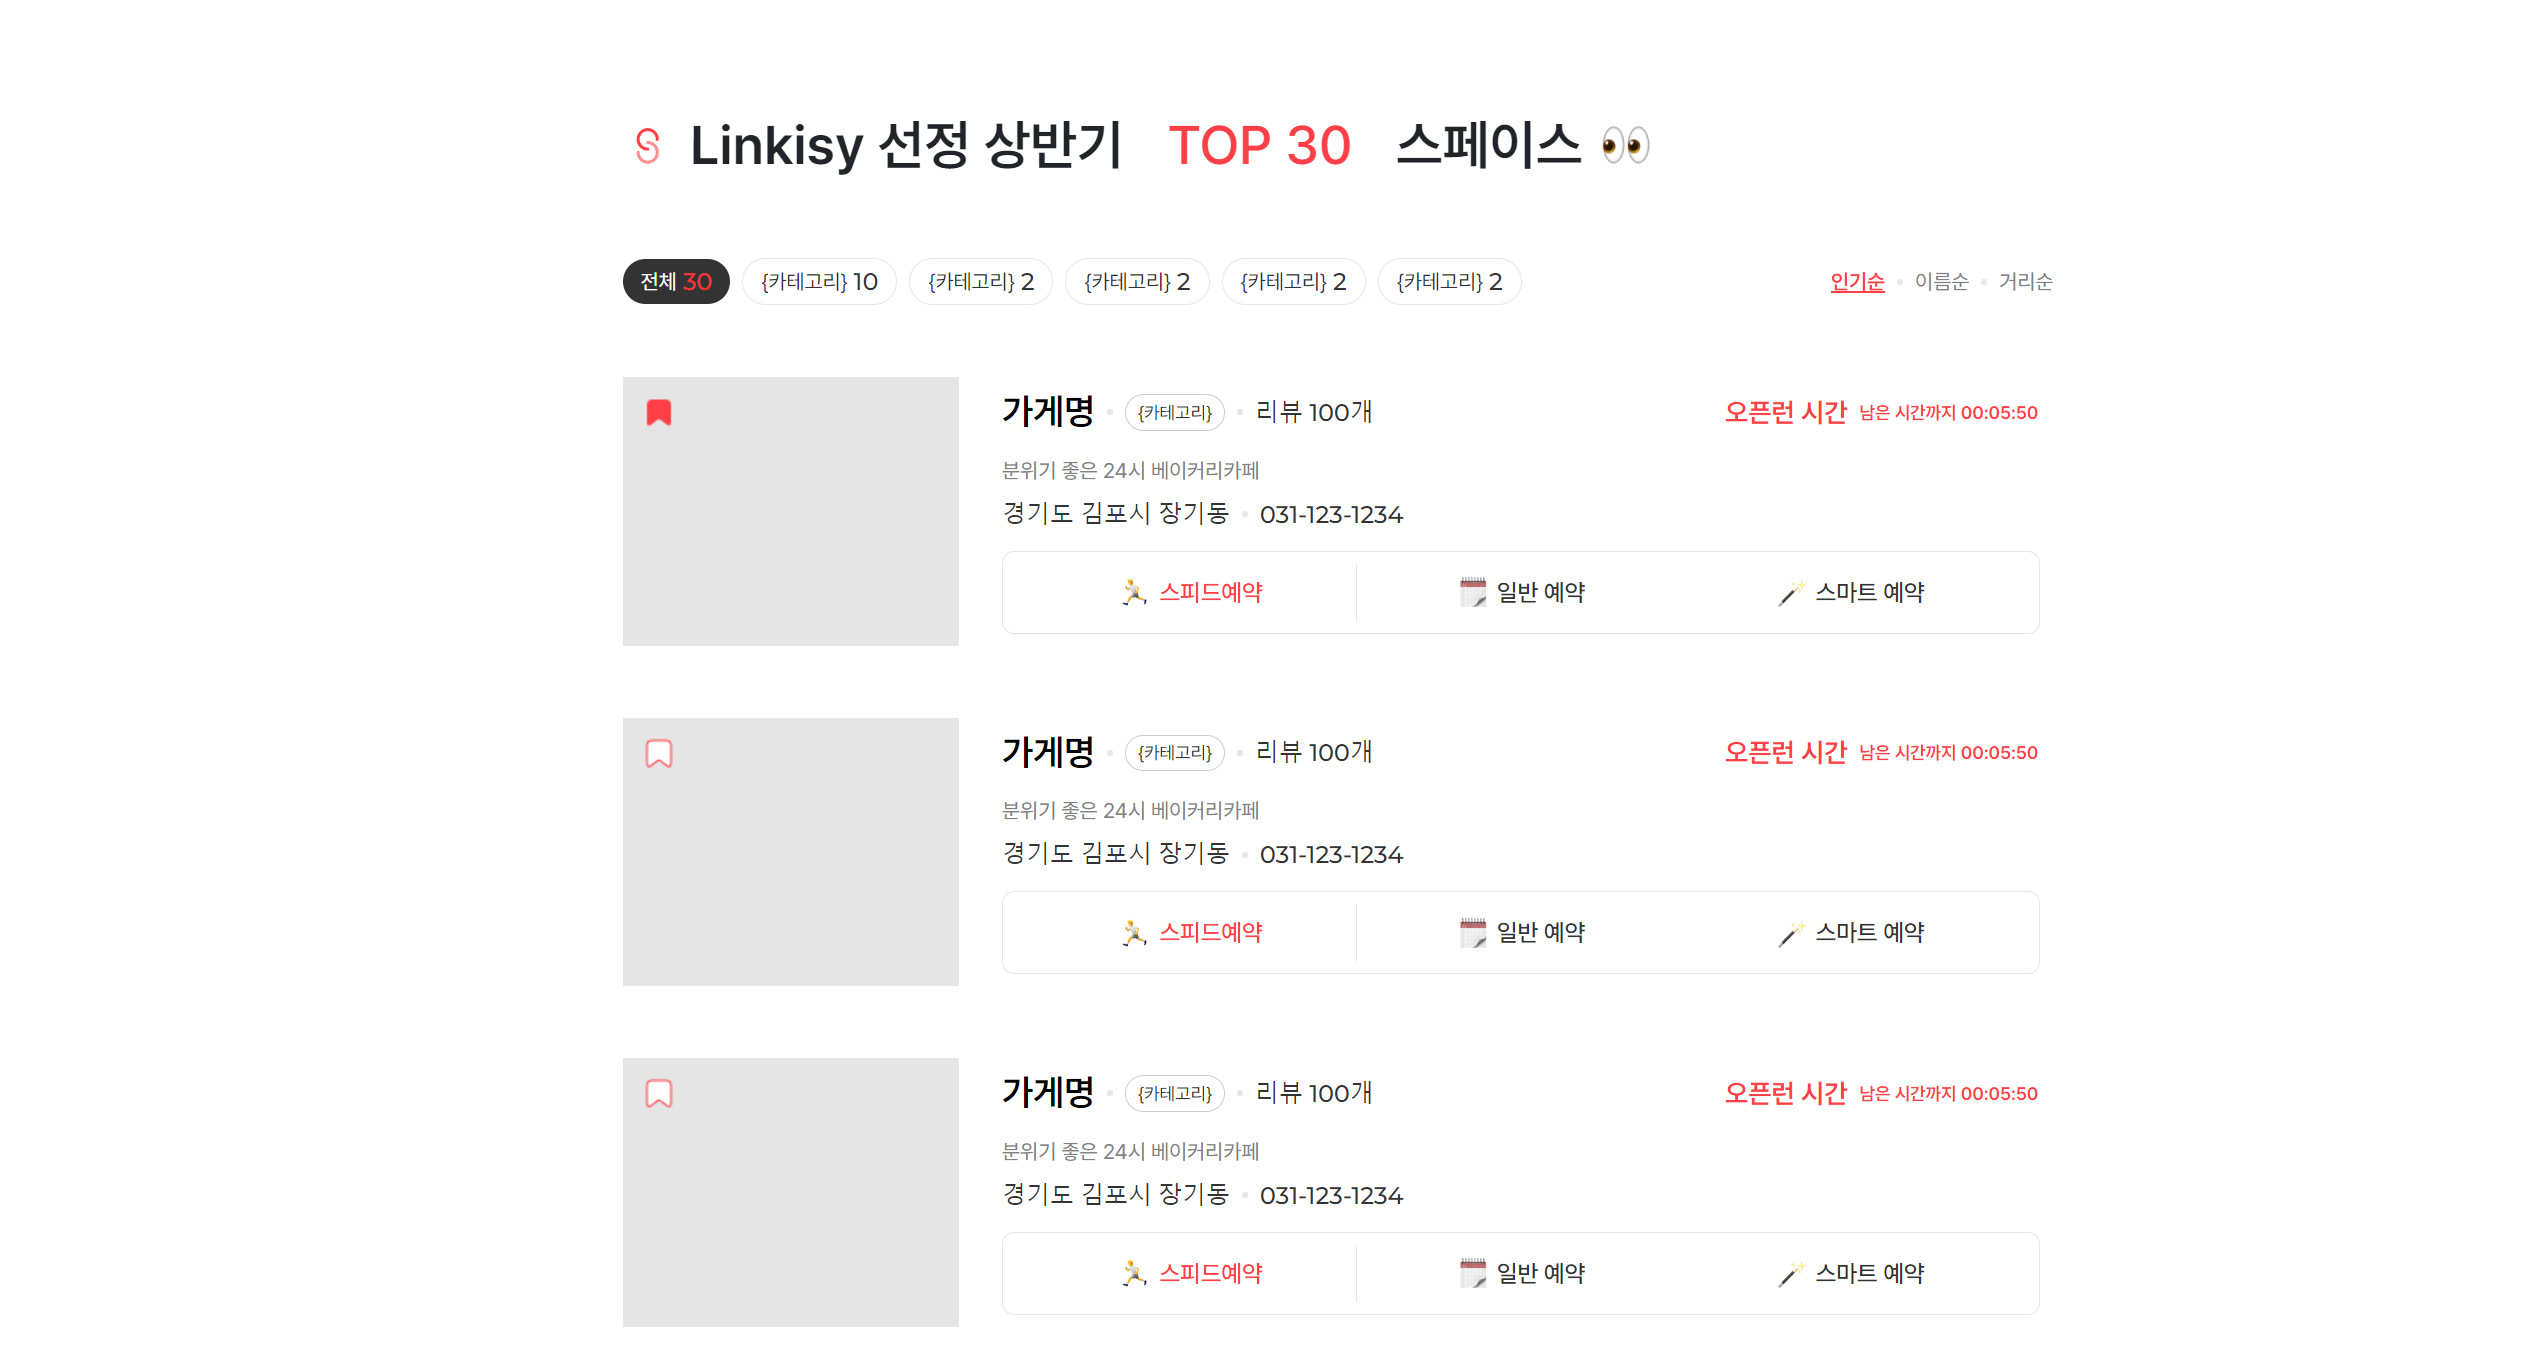 Linkisy 선정 상반기 TOP 30 스페이스 👀
전체 30 {카테고리} 10 {카테고리} 2 {카테고리} 2 {카테고리} 2 {카테고리} 2 인기순 • 이름순 • 거리순
가게명 • {카테고리} • 리뷰 100개 오픈런 시간 남은 시간까지 00:05:50
분위기 좋은 24시 베이커리카페
경기도 김포시 장기동 • 031-123-1234
스피드예약 일반 예약 스마트 예약
가게명 • {카테고리} • 리뷰 100개 오픈런 시간 남은 시간까지 00:05:50
분위기 좋은 24시 베이커리카페
경기도 김포시 장기동 • 031-123-1234
스피드예약 일반 예약 스마트 예약
가게명 • {카테고리} • 리뷰 100개 오픈런 시간 남은 시간까지 00:05:50
분위기 좋은 24시 베이커리카페
경기도 김포시 장기동 • 031-123-1234
스피드예약 일반 예약 스마트 예약